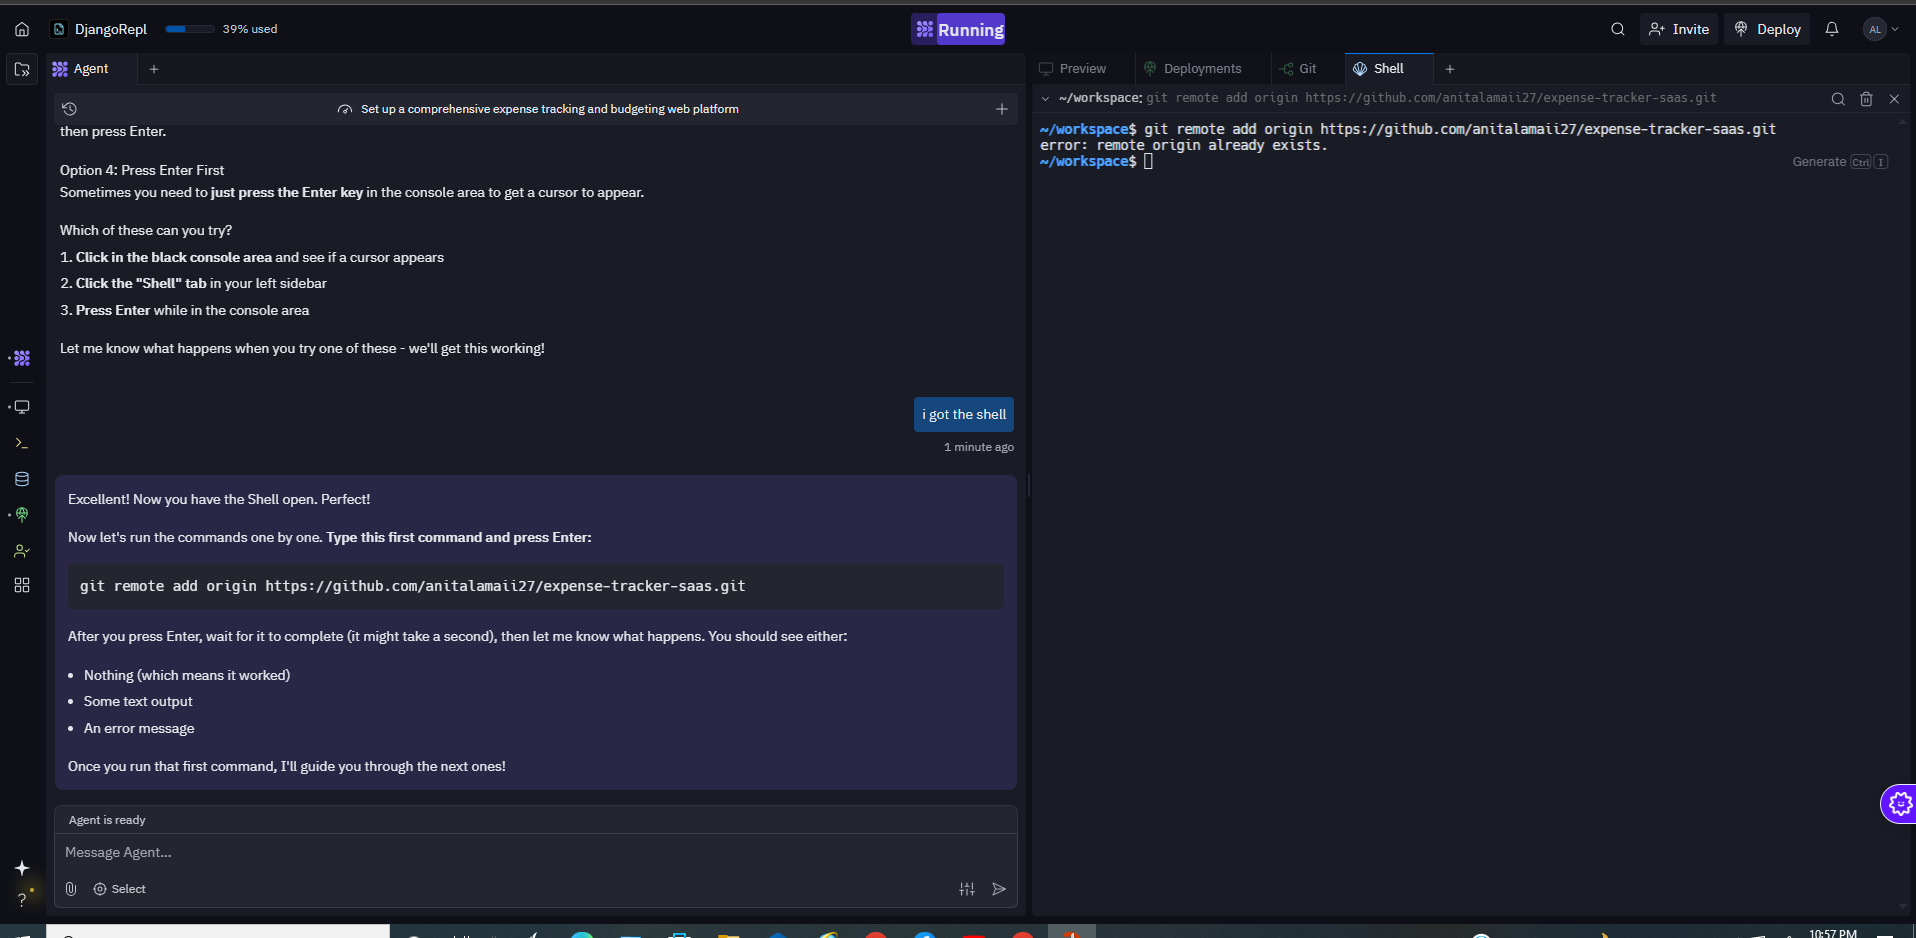 DjangoRepl
39% used
Running
Invite
Deploy
AL
Agent
Set up a comprehensive expense tracking and budgeting web platform
then press Enter.
Option 4: Press Enter First
Sometimes you need to just press the Enter key in the console area to get a cursor to appear.
Which of these can you try?
1. Click in the black console area and see if a cursor appears
2. Click the "Shell" tab in your left sidebar
3. Press Enter while in the console area
Let me know what happens when you try one of these - we'll get this working!
i got the shell
1 minute ago
Excellent! Now you have the Shell open. Perfect!
Now let's run the commands one by one. Type this first command and press Enter:
git remote add origin https://github.com/anitalamaii27/expense-tracker-saas.git
After you press Enter, wait for it to complete (it might take a second), then let me know what happens. You should see either:
• Nothing (which means it worked)
• Some text output
• An error message
Once you run that first command, I'll guide you through the next ones!
Agent is ready
Message Agent...
Select
Preview
Deployments
Git
Shell
~/workspace: git remote add origin https://github.com/anitalamaii27/expense-tracker-saas.git
~/workspace$ git remote add origin https://github.com/anitalamaii27/expense-tracker-saas.git
error: remote origin already exists.
~/workspace$
Generate Ctrl I
10:57 PM